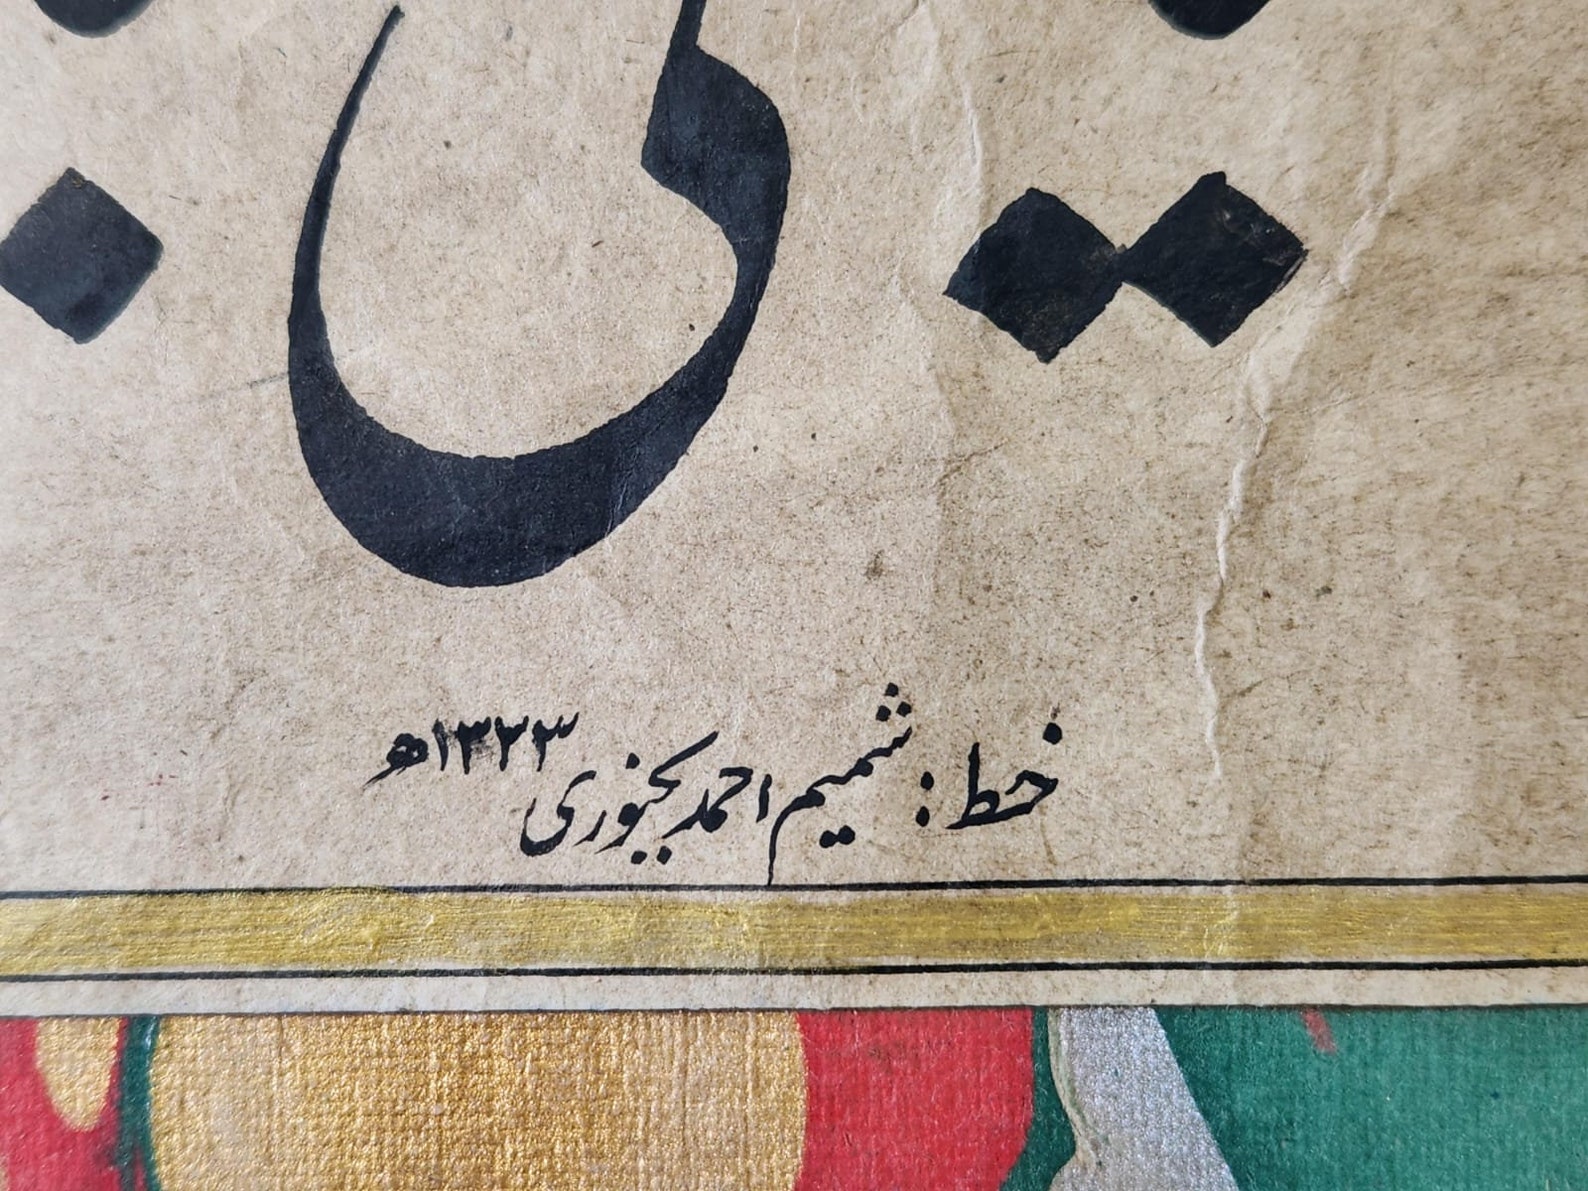 خط : شمیم احمد بجنوری ۱۳۲۳ھ